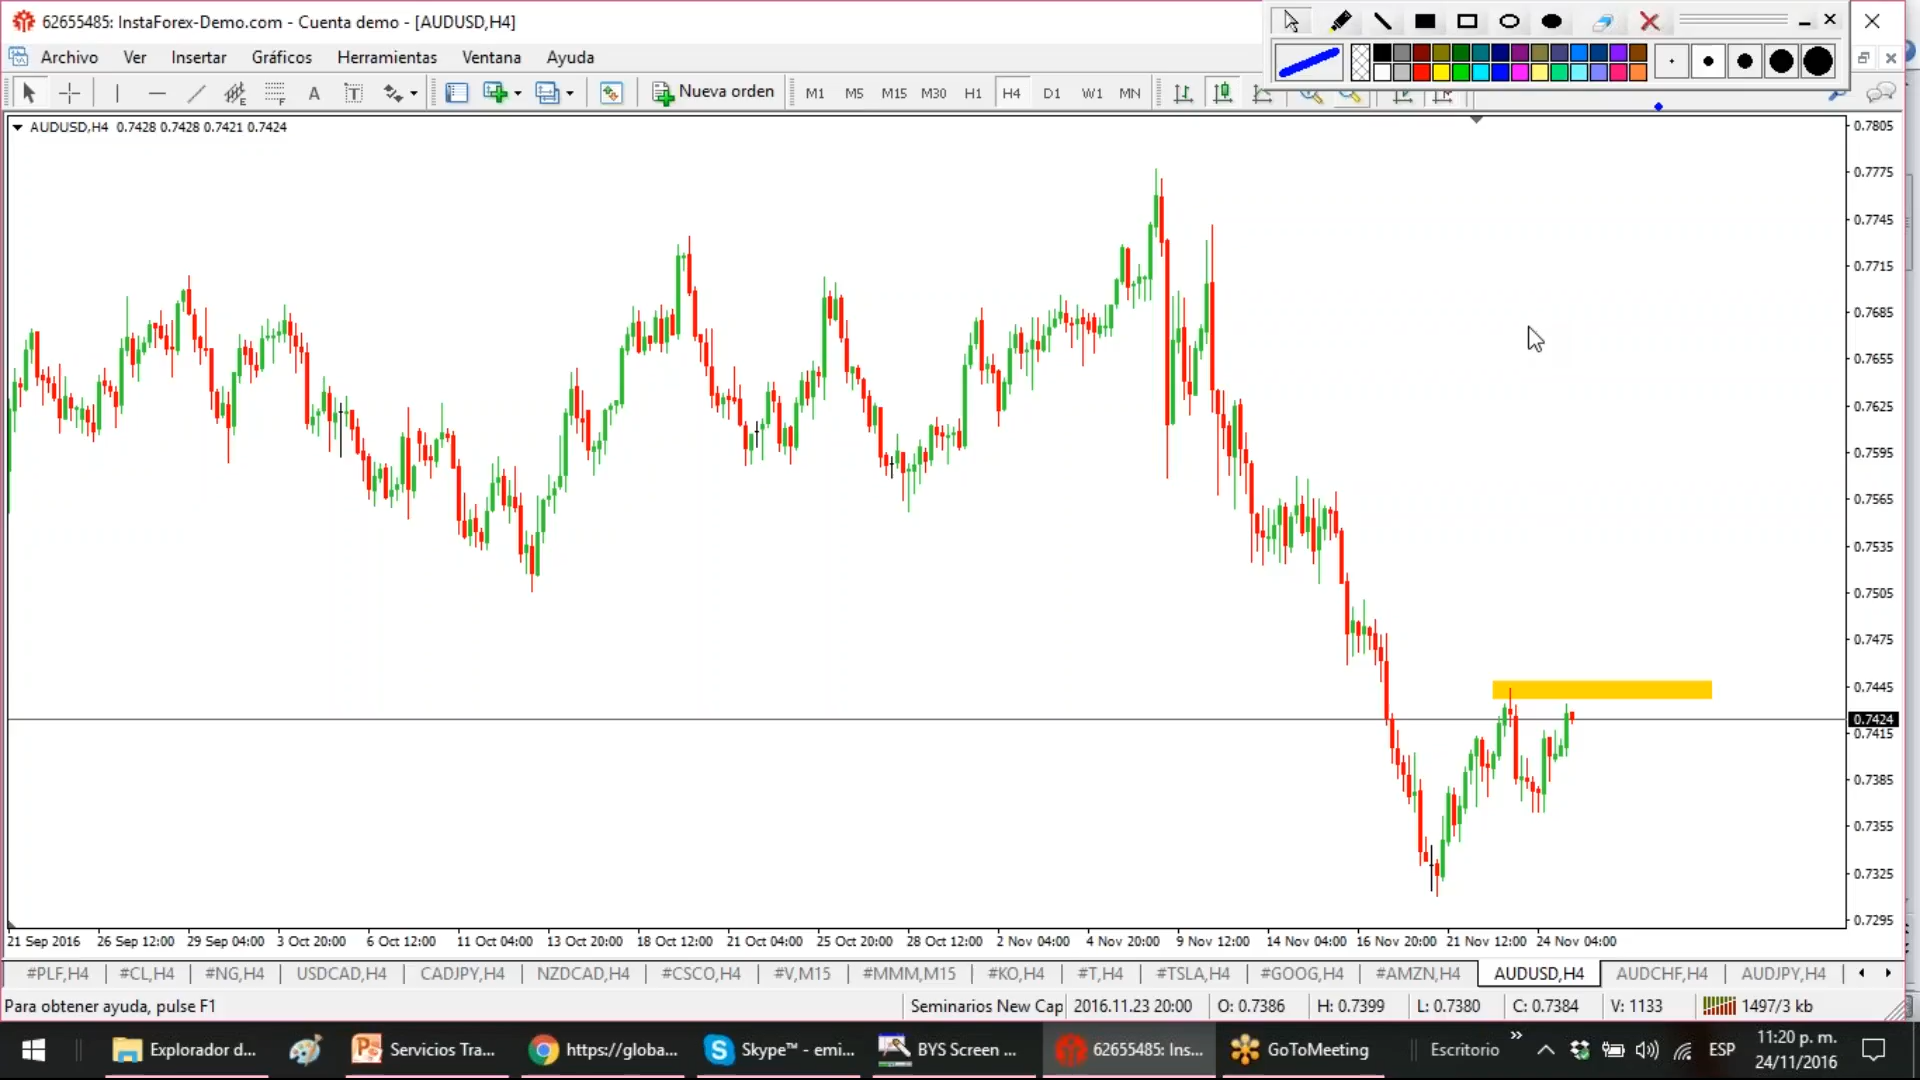 62655485: InstaForex-Demo.com - Cuenta demo - [AUDUSD,H4]
Archivo Ver Insertar Gráficos Herramientas Ventana Ayuda
A T Nueva orden M1 M5 M15 M30 H1 H4 D1 W1 MN
AUDUSD,H4 0.7428 0.7428 0.7421 0.7424
0.7805
0.7775
0.7745
0.7715
0.7685
0.7655
0.7625
0.7595
0.7565
0.7535
0.7505
0.7475
0.7445
0.7424
0.7415
0.7385
0.7355
0.7325
0.7295
21 Sep 2016 26 Sep 12:00 29 Sep 04:00 3 Oct 20:00 6 Oct 12:00 11 Oct 04:00 13 Oct 20:00 18 Oct 12:00 21 Oct 04:00 25 Oct 20:00 28 Oct 12:00 2 Nov 04:00 4 Nov 20:00 9 Nov 12:00 14 Nov 04:00 16 Nov 20:00 21 Nov 12:00 24 Nov 04:00
#PLF,H4 #CL,H4 #NG,H4 USDCAD,H4 CADJPY,H4 NZDCAD,H4 #CSCO,H4 #V,M15 #MMM,M15 #KO,H4 #T,H4 #TSLA,H4 #GOOG,H4 #AMZN,H4 AUDUSD,H4 AUDCHF,H4 AUDJPY,H4
Para obtener ayuda, pulse F1 Seminarios New Cap 2016.11.23 20:00 O: 0.7386 H: 0.7399 L: 0.7380 C: 0.7384 V: 1133 1497/3 kb
Explorador d... Servicios Tra... https://globa... Skype™ - emi... BYS Screen ... 62655485: Ins... GoToMeeting Escritorio ESP 11:20 p. m.
24/11/2016